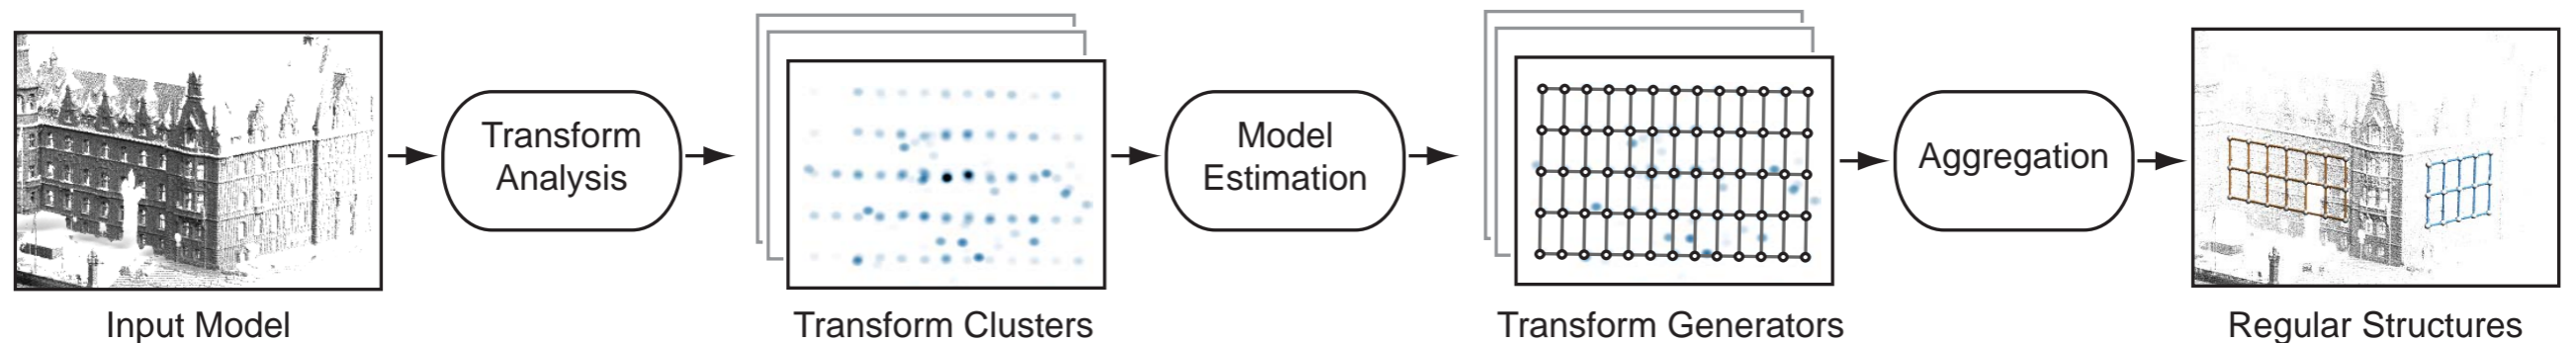 Transform
Analysis
Model
Estimation
Aggregation
Input Model
Transform Clusters
Transform Generators
Regular Structures